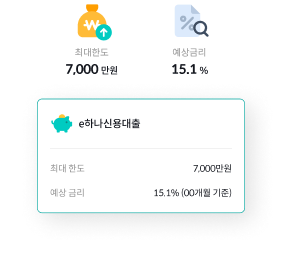 최대한도
예상금리
7,000 만원
15.1 %
e하나신용대출
최대 한도
7,000만원
예상 금리
15.1% (00개월 기준)